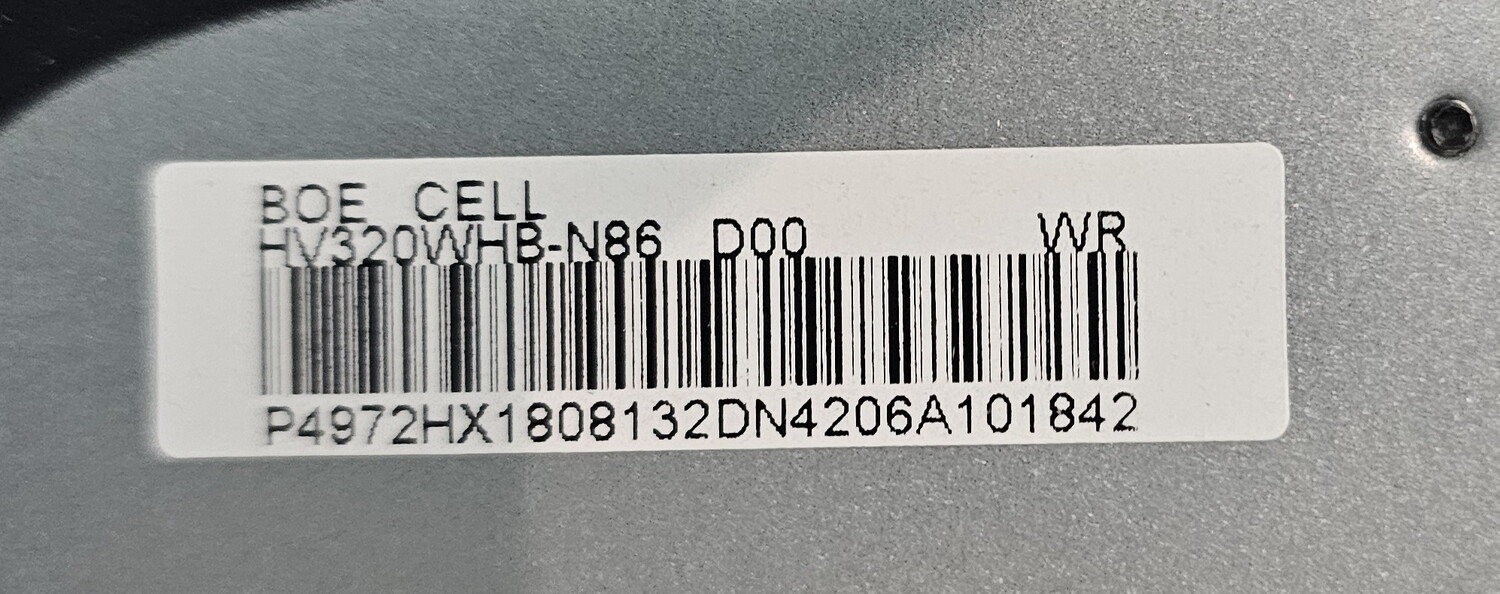 BOE CELL
HV320WHB-N86 D00 WR
P4972HX1808132DN4206A101842